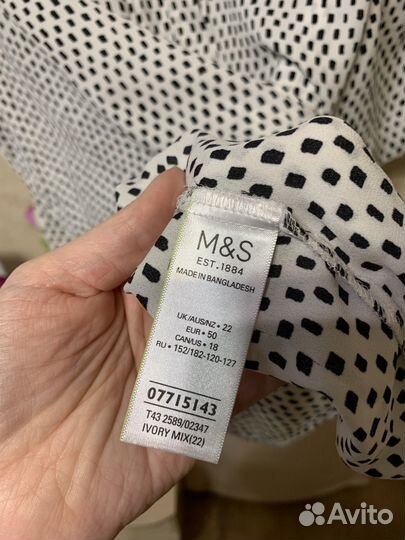 M&S
EST. 1884
MADE IN BANGLADESH
UK/AUS/NZ • 22
EUR • 50
CAN/US • 18
RU • 152/182-120-127
07715143
T43 2589/02347
IVORY MIX(22)
Avito